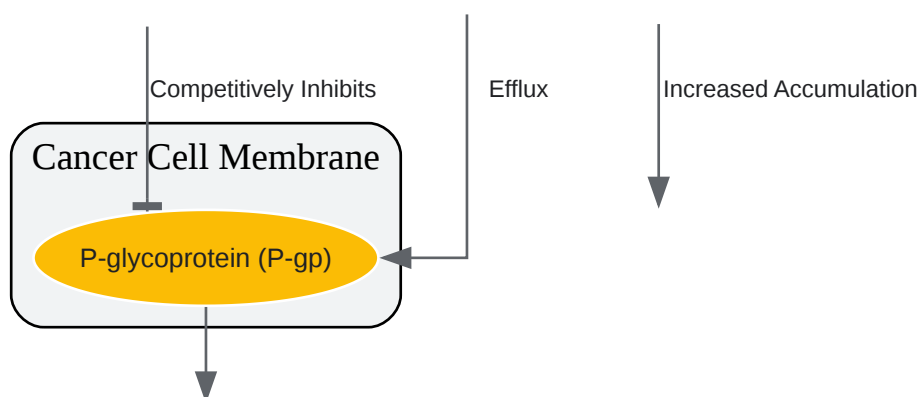 Competitively Inhibits
Efflux
Increased Accumulation
Cancer Cell Membrane
P-glycoprotein (P-gp)